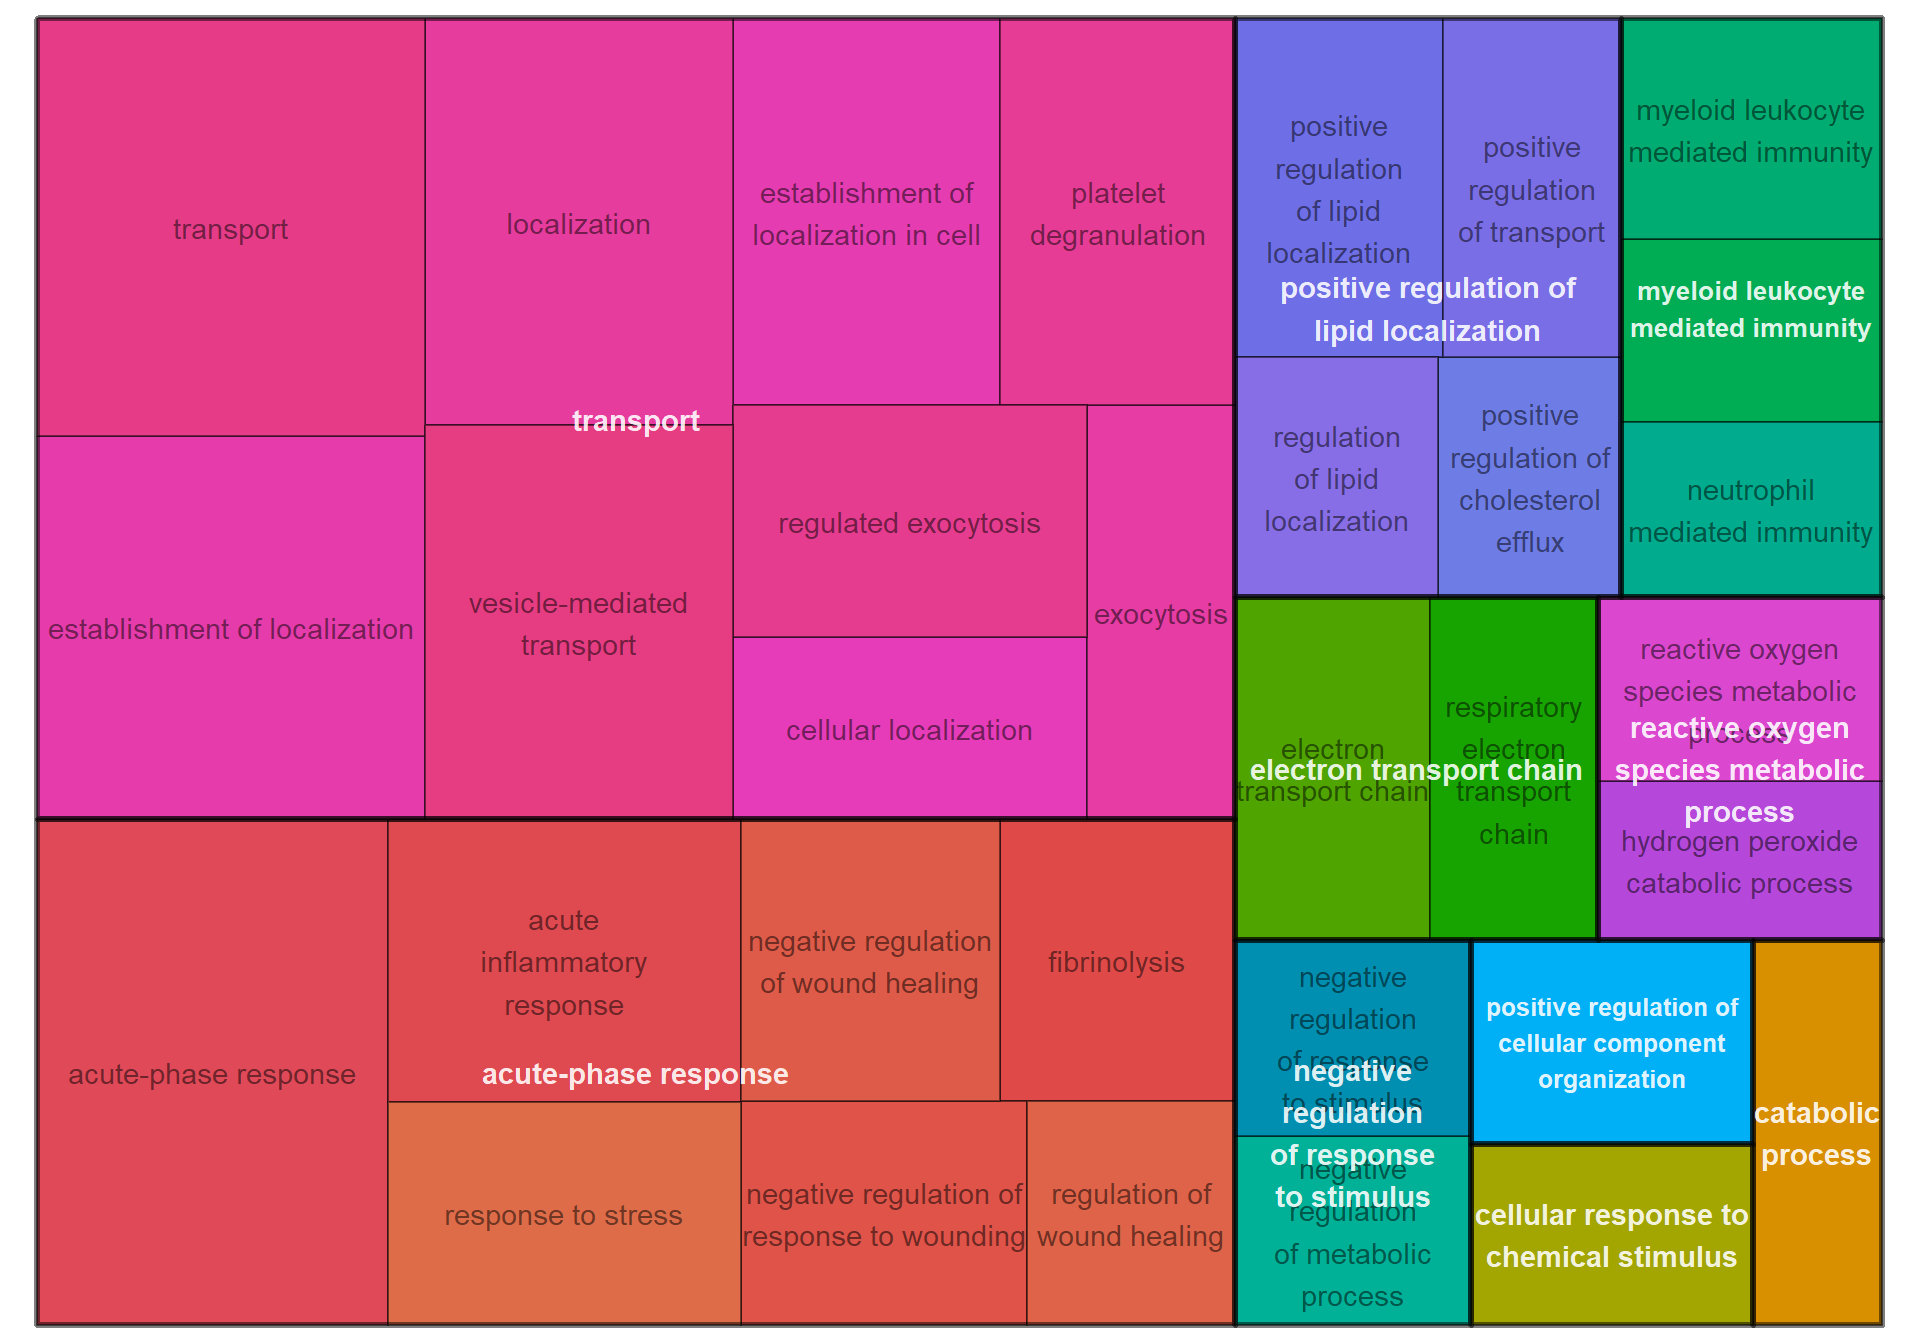 transport
localization
establishment of
localization in cell
platelet
degranulation
establishment of localization
vesicle-mediated
transport
regulated exocytosis
cellular localization
exocytosis
transport
acute-phase response
acute
inflammatory
response
negative regulation
of wound healing
fibrinolysis
response to stress
negative regulation of
response to wounding
regulation of
wound healing
acute-phase response
positive
regulation
of lipid
localization
positive
regulation
of transport
positive regulation of
lipid localization
regulation
of lipid
localization
positive
regulation of
cholesterol
efflux
myeloid leukocyte
mediated immunity
myeloid leukocyte
mediated immunity
neutrophil
mediated immunity
electron
transport chain
respiratory
electron
transport
chain
electron transport chain
reactive oxygen
species metabolic
process
reactive oxygen
species metabolic
process
hydrogen peroxide
catabolic process
negative
regulation
of response
to stimulus
negative
regulation
of response
to stimulus
negative
regulation
of metabolic
process
positive regulation of
cellular component
organization
cellular response to
chemical stimulus
catabolic
process